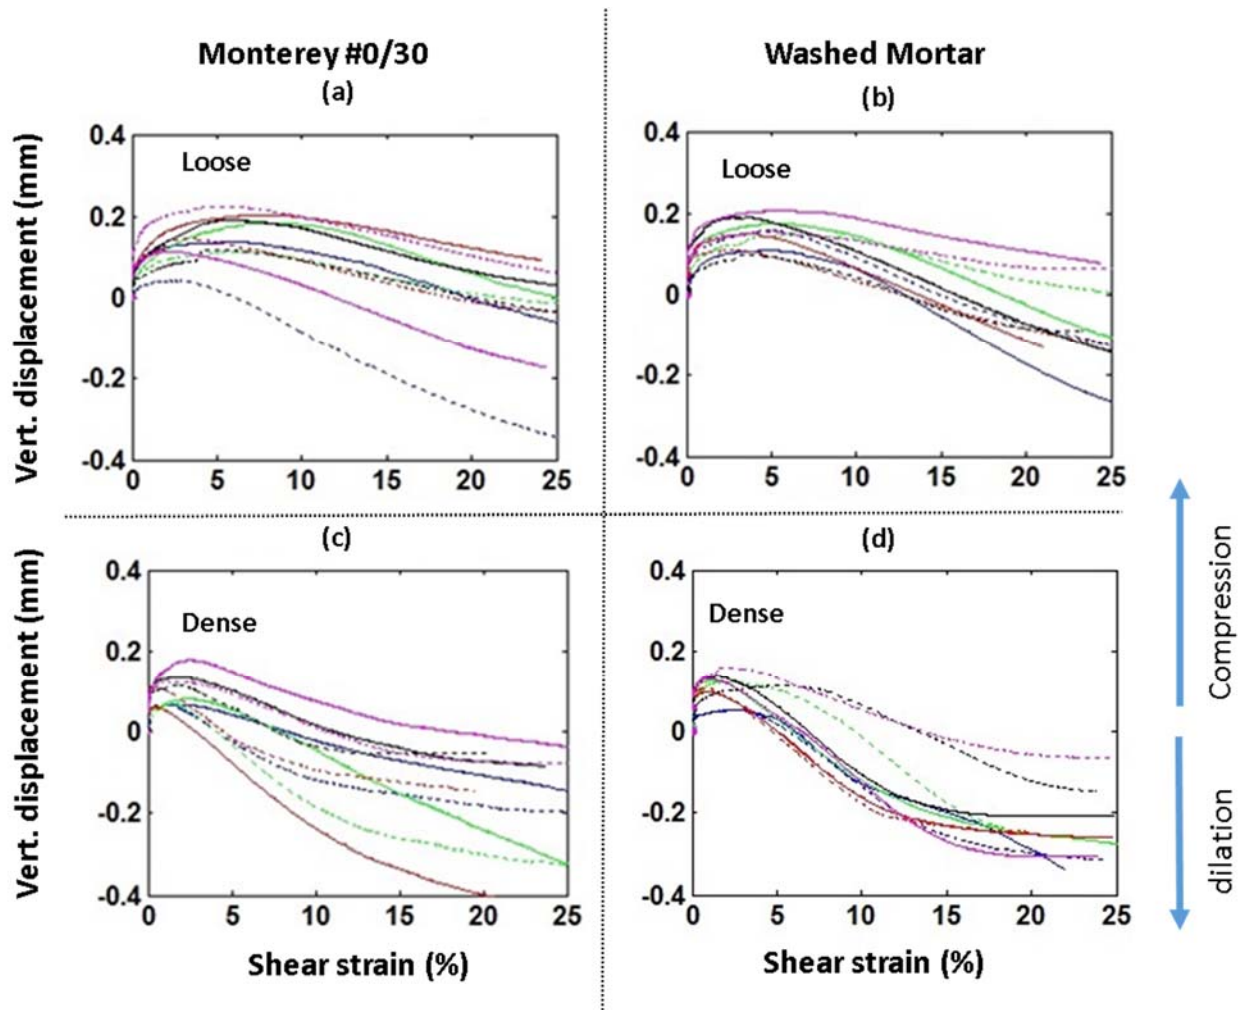 Monterey #0/30
(a)
Washed Mortar
(b)
Vert. displacement (mm)
0.4
0.2
0
-0.2
-0.4
Loose
0 5 10 15 20 25
0.4
0.2
0
-0.2
-0.4
Loose
0 5 10 15 20 25
(c)
(d)
Vert. displacement (mm)
0.4
0.2
0
-0.2
-0.4
Dense
0 5 10 15 20 25
Shear strain (%)
0.4
0.2
0
-0.2
-0.4
Dense
0 5 10 15 20 25
Shear strain (%)
Compression
dilation